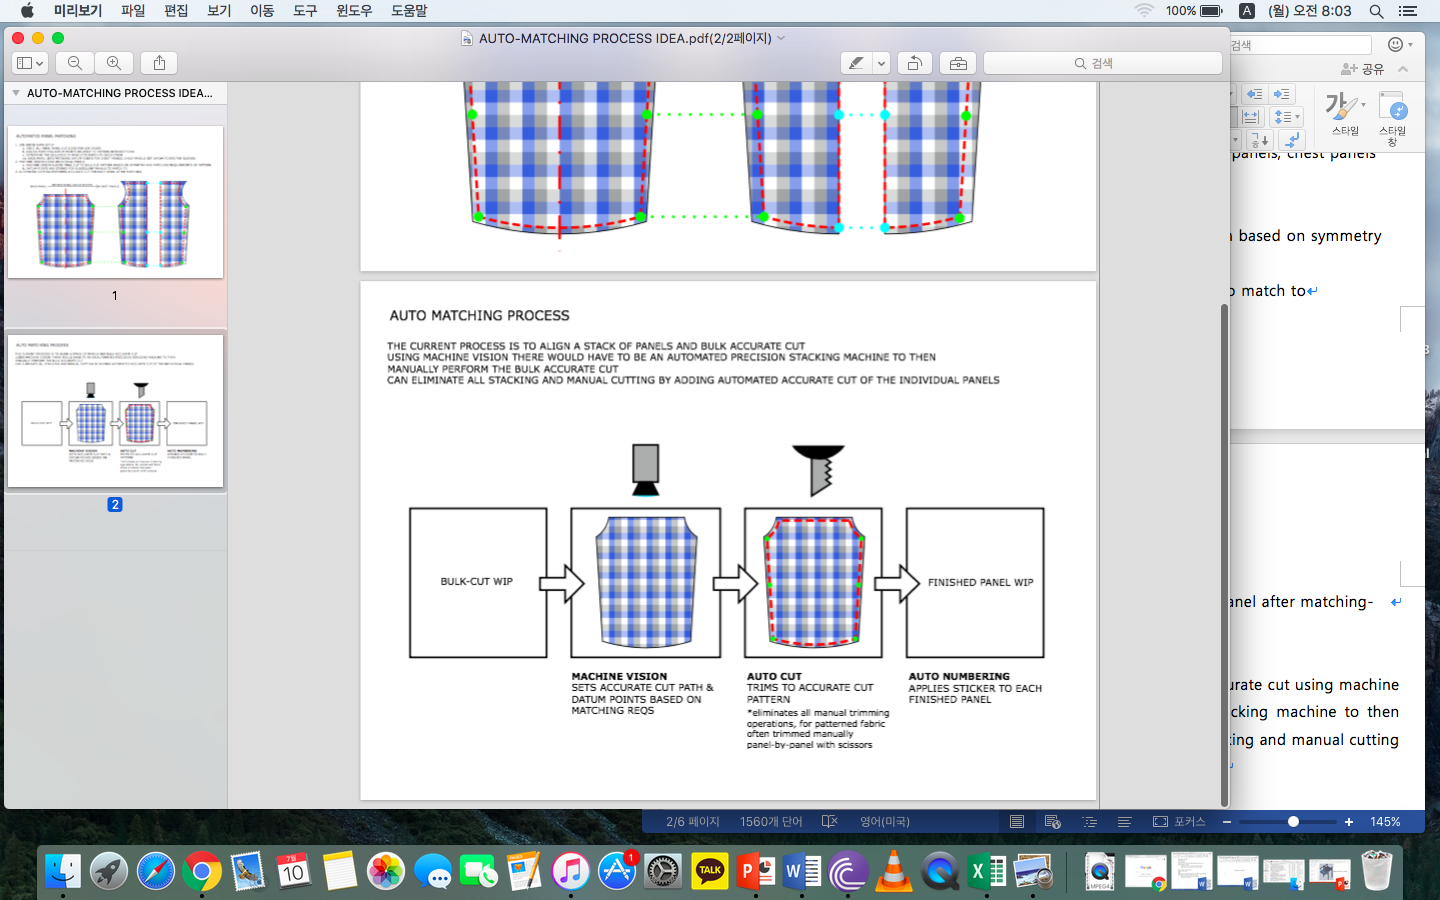 미리보기 파일 편집 보기 이동 도구 윈도우 도움말 100% A (월) 오전 8:03
AUTO-MATCHING PROCESS IDEA.pdf(2/2페이지)
검색
검색
공유
AUTO-MATCHING PROCESS IDEA...
가
스타일
스타일
창
panels, chest panels
based on symmetry
match to
1
2
AUTO MATCHING PROCESS
THE CURRENT PROCESS IS TO ALIGN A STACK OF PANELS AND BULK ACCURATE CUT
USING MACHINE VISION THERE WOULD HAVE TO BE AN AUTOMATED PRECISION STACKING MACHINE TO THEN
MANUALLY PERFORM THE BULK ACCURATE CUT
CAN ELIMINATE ALL STACKING AND MANUAL CUTTING BY ADDING AUTOMATED ACCURATE CUT OF THE INDIVIDUAL PANELS
BULK-CUT WIP
FINISHED PANEL WIP
MACHINE VISION
SETS ACCURATE CUT PATH &
DATUM POINTS BASED ON
MATCHING REQS
AUTO CUT
TRIMS TO ACCURATE CUT
PATTERN
*eliminates all manual trimming
operations, for patterned fabric
often trimmed manually
panel-by-panel with scissors
AUTO NUMBERING
APPLIES STICKER TO EACH
FINISHED PANEL
anel after matching-
urate cut using machine
cking machine to then
ing and manual cutting
2/6 페이지 1560개 단어 영어(미국) 포커스 145%
7월
10
1
TALK
MPEG4